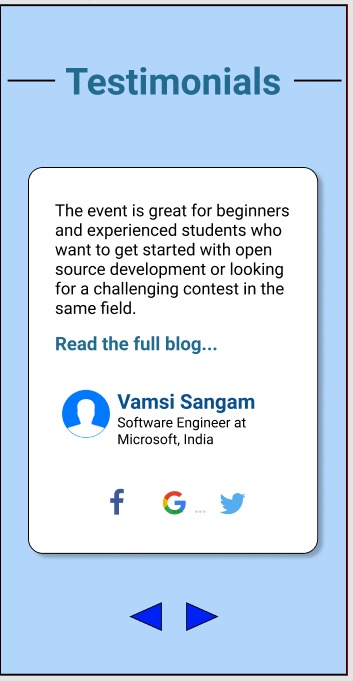 Testimonials
The event is great for beginners
and experienced students who
want to get started with open
source development or looking
for a challenging contest in the
same field.
Read the full blog...
Vamsi Sangam
Software Engineer at
Microsoft, India
...